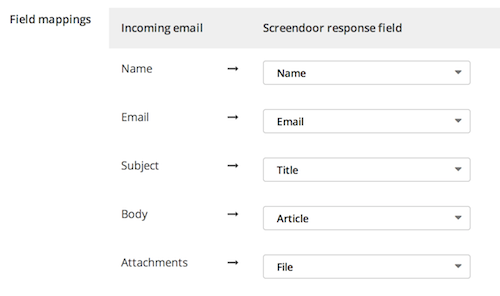 Field mappings
Incoming email Screendoor response field
Name → Name
Email → Email
Subject → Title
Body → Article
Attachments → File